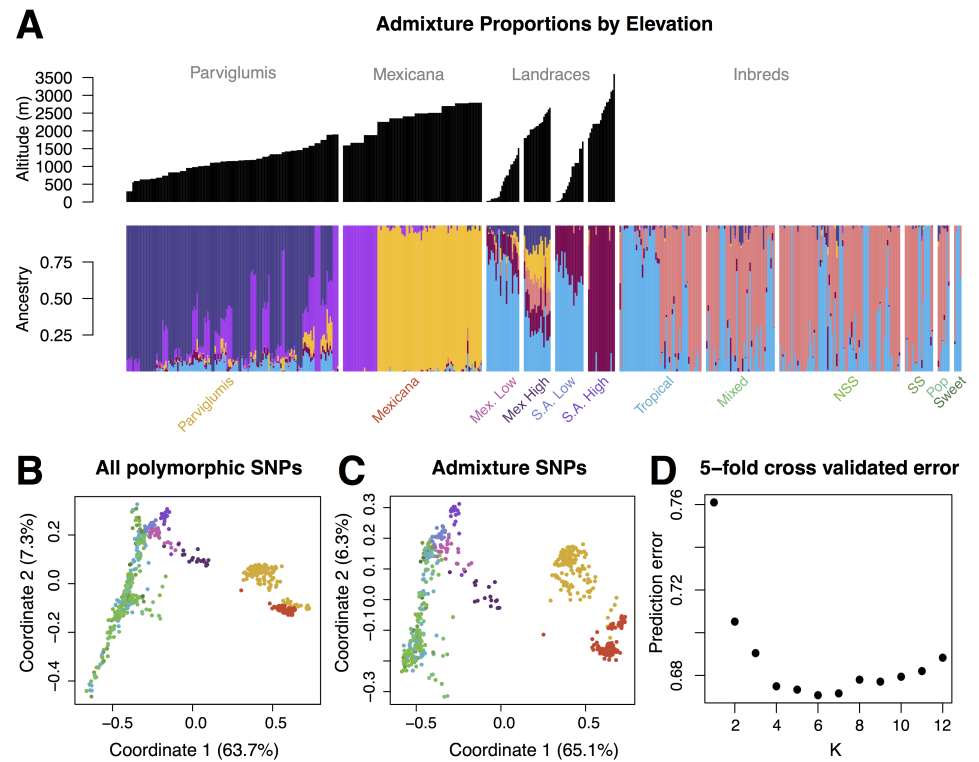 A
Admixture Proportions by Elevation
Parviglumis
Mexicana
Landraces
Inbreds
Altitude (m)
3500
3000
2500
2000
1500
1000
500
0
Ancestry
0.75
0.50
0.25
Parviglumis
Mexicana
Mex. Low
Mex High
S.A. Low
S.A. High
Tropical
Mixed
NSS
SS
Pop
Sweet
B
All polymorphic SNPs
Coordinate 2 (7.3%)
0.2
0.0
−0.2
−0.4
−0.5
0.0
0.5
Coordinate 1 (63.7%)
C
Admixture SNPs
Coordinate 2 (6.3%)
0.3
0.2
0.1
−0.0
−0.1
−0.3
−0.5
0.0
0.5
Coordinate 1 (65.1%)
D
5−fold cross validated error
Prediction error
0.76
0.72
0.68
2
4
6
8
10
12
K